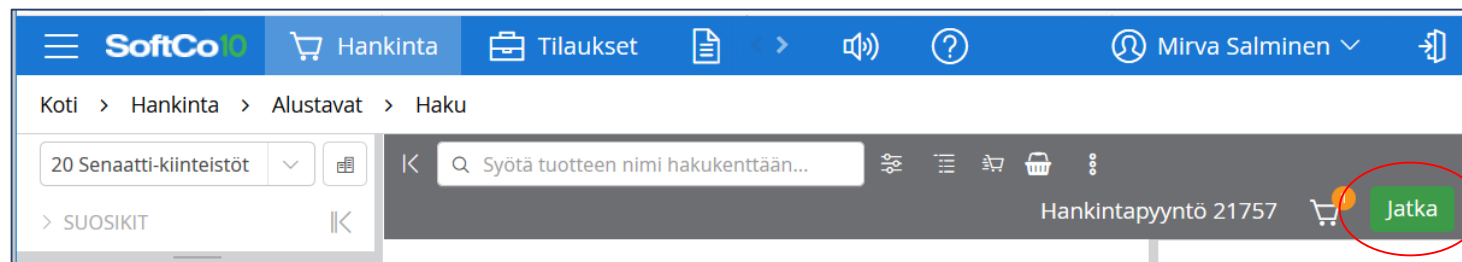 SoftCo10 Hankinta Tilaukset Mirva Salminen
Koti > Hankinta > Alustavat > Haku
20 Senaatti-kiinteistöt Syötä tuotteen nimi hakukenttään...
> SUOSIKIT Hankintapyyntö 21757 1 Jatka